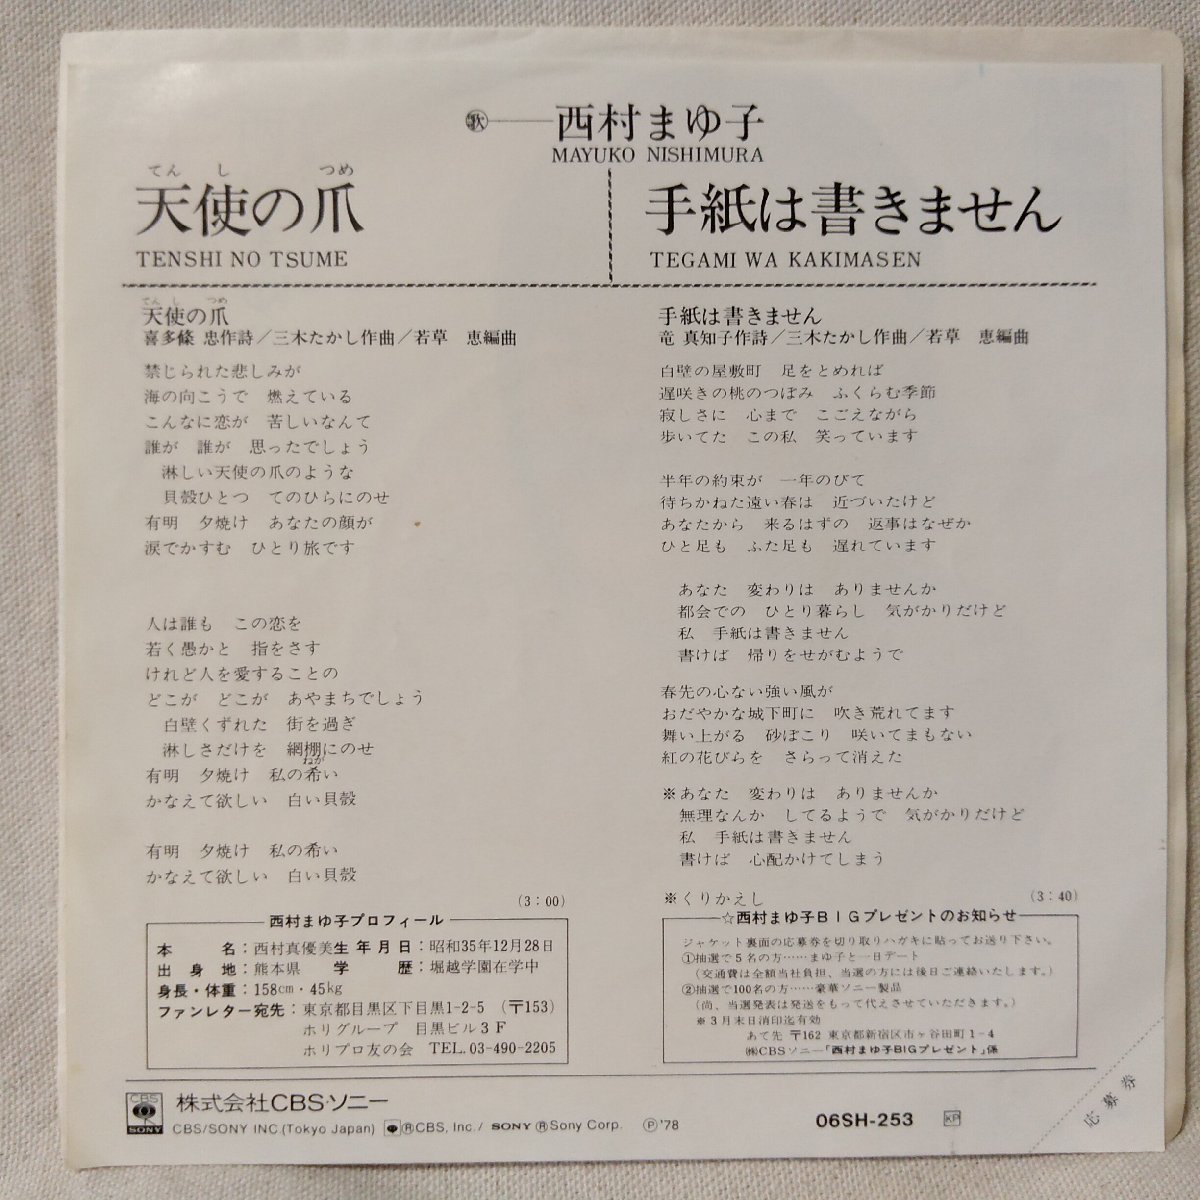 歌 西村まゆ子
MAYUKO NISHIMURA
てんし つめ
天使の爪
TENSHI NO TSUME
手紙は書きません
TEGAMI WA KAKIMASEN
てんし つめ
天使の爪
喜多條 忠作詩/三木たかし作曲/若草 恵編曲
禁じられた悲しみが
海の向こうで 燃えている
こんなに恋が 苦しいなんて
誰が 誰が 思ったでしょう
淋しい天使の爪のような
貝殻ひとつ てのひらにのせ
有明 夕焼け あなたの顔が
涙でかすむ ひとり旅です
人は誰も この恋を
若く愚かと 指をさす
けれど人を愛することの
どこが どこが あやまちでしょう
白壁くずれた 街を過ぎ
淋しさだけを 網棚にのせ
ねが
有明 夕焼け 私の希い
かなえて欲しい 白い貝殻
有明 夕焼け 私の希い
かなえて欲しい 白い貝殻
(3:00)
手紙は書きません
竜 真知子作詩/三木たかし作曲/若草 恵編曲
白壁の屋敷町 足をとめれば
遅咲きの桃のつぼみ ふくらむ季節
寂しさに 心まで こごえながら
歩いてた この私 笑っています
半年の約束が 一年のびて
待ちかねた遠い春は 近づいたけど
あなたから 来るはずの 返事はなぜか
ひと足も ふた足も 遅れています
あなた 変わりは ありませんか
都会での ひとり暮らし 気がかりだけど
私 手紙は書きません
書けば 帰りをせがむようで
春先の心ない強い風が
おだやかな城下町に 吹き荒れてます
舞い上がる 砂ぼこり 咲いてまもない
紅の花びらを さらって消えた
※あなた 変わりは ありませんか
無理なんか してるようで 気がかりだけど
私 手紙は書きません
書けば 心配かけてしまう
※くりかえし
(3:40)
西村まゆ子プロフィール
本名:西村真優美 生年月日:昭和35年12月28日
出身地:熊本県 学歴:堀越学園在学中
身長・体重:158cm・45kg
ファンレター宛先:東京都目黒区下目黒1-2-5 (〒153)
ホリグループ 目黒ビル3F
ホリプロ友の会 TEL.03-490-2205
☆西村まゆ子BIGプレゼントのお知らせ
ジャケット裏面の応募券を切り取りハガキに貼ってお送り下さい。
①抽選で5名の方……まゆ子と一日デート
(交通費は全額当社負担、当選の方には後日ご連絡いたします。)
②抽選で100名の方……豪華ソニー製品
(尚、当選発表は発送をもって代えさせていただきます。)
※3月末日消印迄有効
あて先 〒162 東京都新宿区市ヶ谷田町1-4
㈱CBSソニー「西村まゆ子BIGプレゼント」係
応募券
CBS
SONY
株式会社CBS・ソニー
CBS/SONY INC.(Tokyo Japan) ®CBS, Inc./ SONY ®Sony Corp. Ⓟ'78
06SH-253
KP